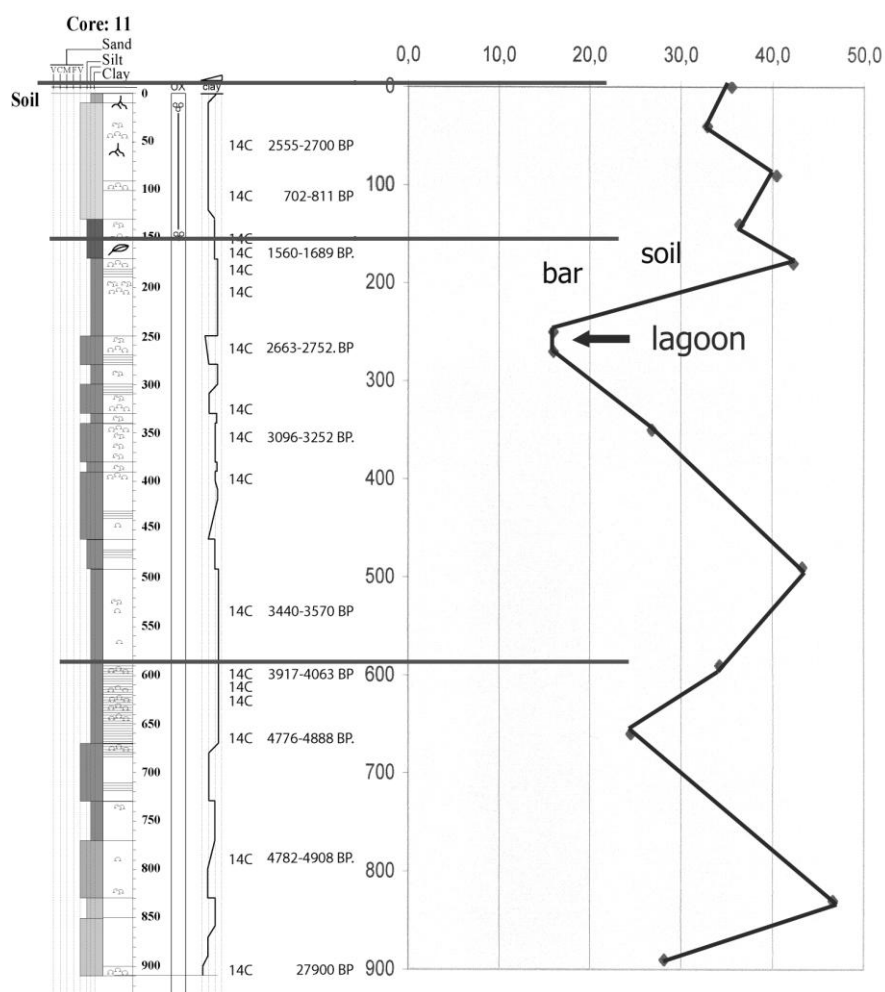 Core: 11
Sand
Silt
Clay
V C M F V
Soil
OX
clay
0
50
100
150
200
250
300
350
400
450
500
550
600
650
700
750
800
850
900
14C 2555-2700 BP
14C 702-811 BP
14C
14C 1560-1689 BP.
14C
14C
14C 2663-2752. BP
14C
14C 3096-3252 BP.
14C
14C 3440-3570 BP
14C 3917-4063 BP
14C
14C
14C 4776-4888 BP.
14C 4782-4908 BP.
14C 27900 BP
0,0 10,0 20,0 30,0 40,0 50,0
0
100
200
300
400
500
600
700
800
900
soil
bar
lagoon